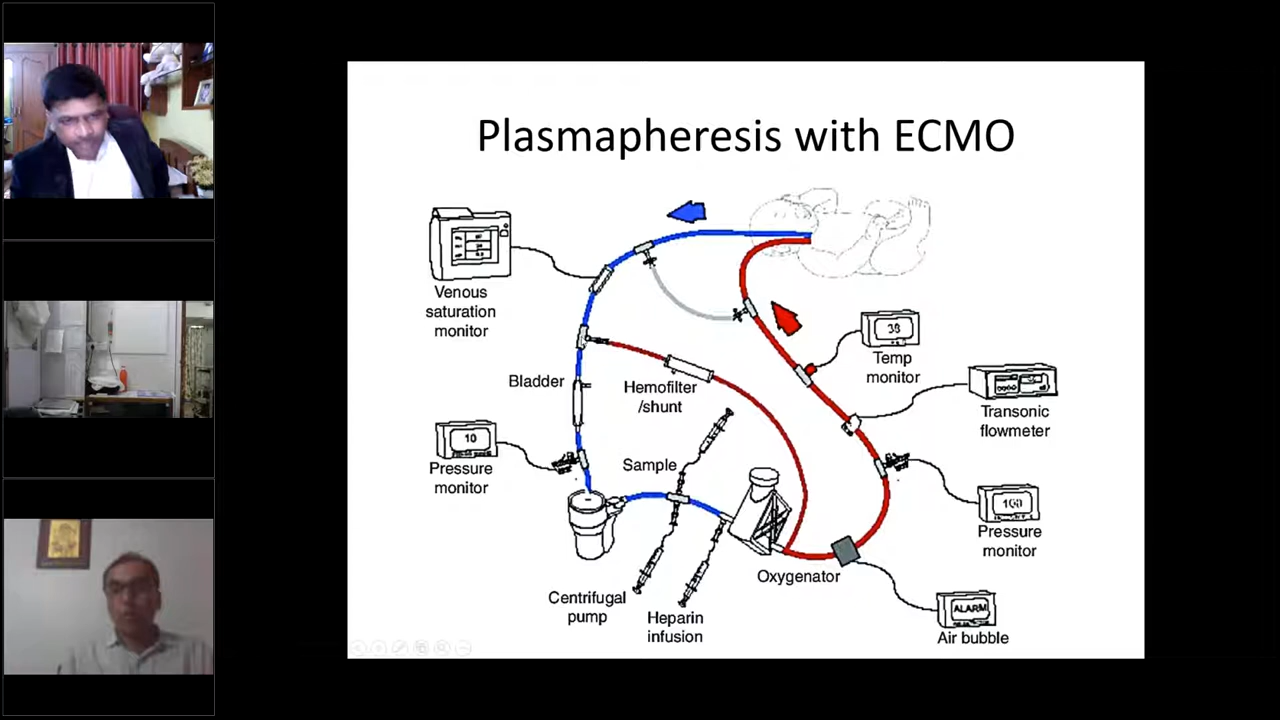 Plasmapheresis with ECMO
Venous
saturation
monitor
38
Temp
monitor
Bladder
Hemofilter
/shunt
Transonic
flowmeter
10
Pressure
monitor
Sample
100
Pressure
monitor
Oxygenator
Centrifugal
pump
Heparin
infusion
ALARM
Air bubble